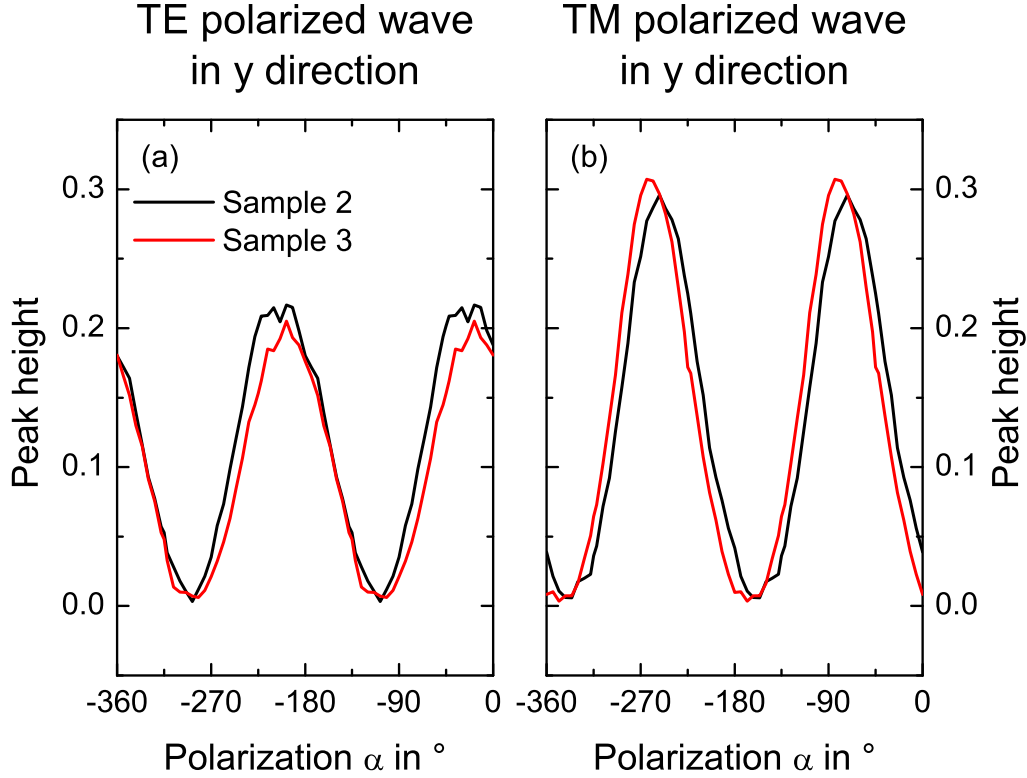 TE polarized wave
in y direction
TM polarized wave
in y direction
(a)
(b)
Sample 2
Sample 3
0.3
0.2
0.1
0.0
Peak height
0.3
0.2
0.1
0.0
Peak height
-360 -270 -180 -90 0
-360 -270 -180 -90 0
Polarization α in °
Polarization α in °